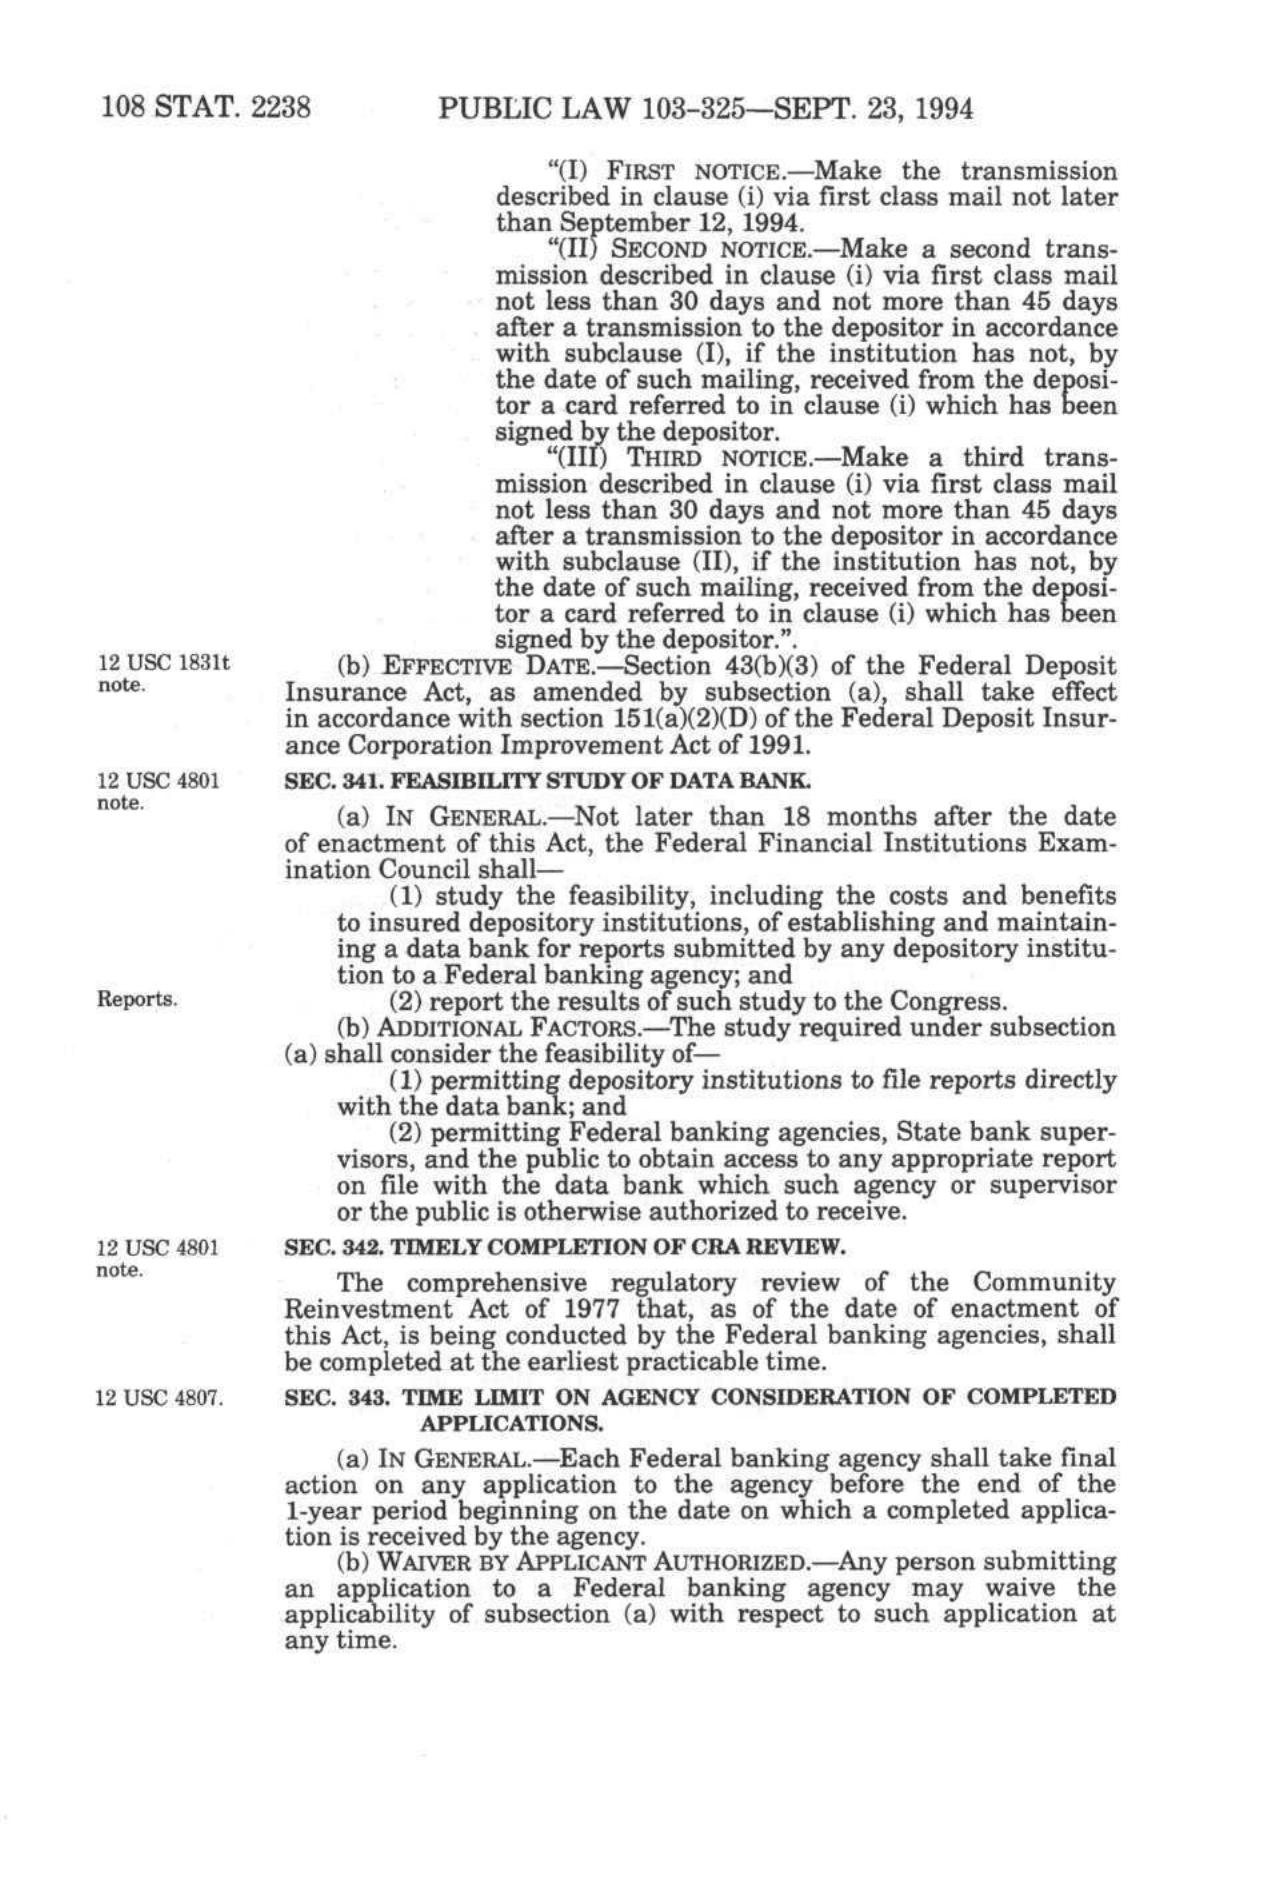 108 STAT. 2238 PUBLIC LAW 103–325—SEPT. 23, 1994
“(I) FIRST NOTICE.—Make the transmission
described in clause (i) via first class mail not later
than September 12, 1994.
“(II) SECOND NOTICE.—Make a second trans-
mission described in clause (i) via first class mail
not less than 30 days and not more than 45 days
after a transmission to the depositor in accordance
with subclause (I), if the institution has not, by
the date of such mailing, received from the deposi-
tor a card referred to in clause (i) which has been
signed by the depositor.
“(III) THIRD NOTICE.—Make a third trans-
mission described in clause (i) via first class mail
not less than 30 days and not more than 45 days
after a transmission to the depositor in accordance
with subclause (II), if the institution has not, by
the date of such mailing, received from the deposi-
tor a card referred to in clause (i) which has been
signed by the depositor.”.
12 USC 1831t
note.
(b) EFFECTIVE DATE.—Section 43(b)(3) of the Federal Deposit
Insurance Act, as amended by subsection (a), shall take effect
in accordance with section 151(a)(2)(D) of the Federal Deposit Insur-
ance Corporation Improvement Act of 1991.
12 USC 4801
note.
SEC. 341. FEASIBILITY STUDY OF DATA BANK.
(a) IN GENERAL.—Not later than 18 months after the date
of enactment of this Act, the Federal Financial Institutions Exam-
ination Council shall—
(1) study the feasibility, including the costs and benefits
to insured depository institutions, of establishing and maintain-
ing a data bank for reports submitted by any depository institu-
tion to a Federal banking agency; and
Reports.
(2) report the results of such study to the Congress.
(b) ADDITIONAL FACTORS.—The study required under subsection
(a) shall consider the feasibility of—
(1) permitting depository institutions to file reports directly
with the data bank; and
(2) permitting Federal banking agencies, State bank super-
visors, and the public to obtain access to any appropriate report
on file with the data bank which such agency or supervisor
or the public is otherwise authorized to receive.
12 USC 4801
note.
SEC. 342. TIMELY COMPLETION OF CRA REVIEW.
The comprehensive regulatory review of the Community
Reinvestment Act of 1977 that, as of the date of enactment of
this Act, is being conducted by the Federal banking agencies, shall
be completed at the earliest practicable time.
12 USC 4807.
SEC. 343. TIME LIMIT ON AGENCY CONSIDERATION OF COMPLETED
APPLICATIONS.
(a) IN GENERAL.—Each Federal banking agency shall take final
action on any application to the agency before the end of the
1-year period beginning on the date on which a completed applica-
tion is received by the agency.
(b) WAIVER BY APPLICANT AUTHORIZED.—Any person submitting
an application to a Federal banking agency may waive the
applicability of subsection (a) with respect to such application at
any time.